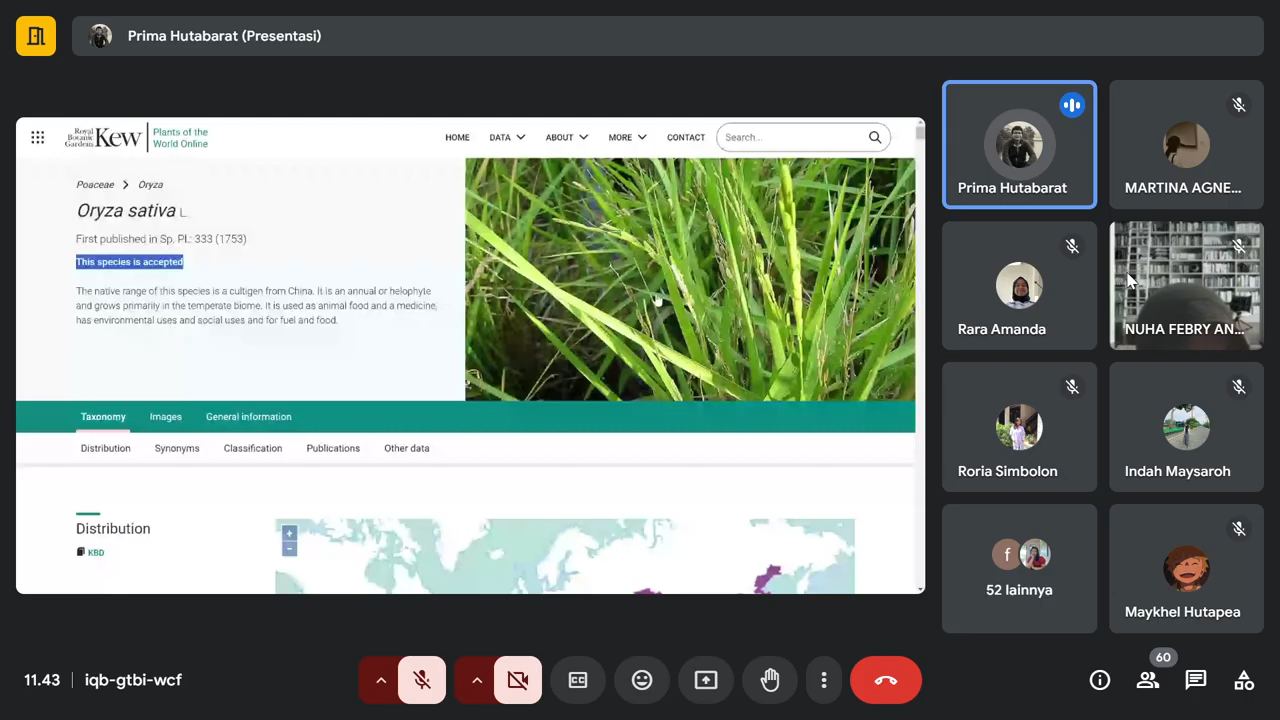 Prima Hutabarat (Presentasi)
Royal
Botanic
Gardens
Kew
Plants of the
World Online
HOME
DATA
ABOUT
MORE
CONTACT
Search...
Poaceae
Oryza
Oryza sativa L.
First published in Sp. Pl.: 333 (1753)
This species is accepted
The native range of this species is a cultigen from China. It is an annual or helophyte
and grows primarily in the temperate biome. It is used as animal food and a medicine,
has environmental uses and social uses and for fuel and food.
Taxonomy
Images
General information
Distribution
Synonyms
Classification
Publications
Other data
Distribution
KBD
+
-
Prima Hutabarat
MARTINA AGNE...
Rara Amanda
NUHA FEBRY AN...
Roria Simbolon
Indah Maysaroh
f
52 lainnya
Maykhel Hutapea
11.43
iqb-gtbi-wcf
60